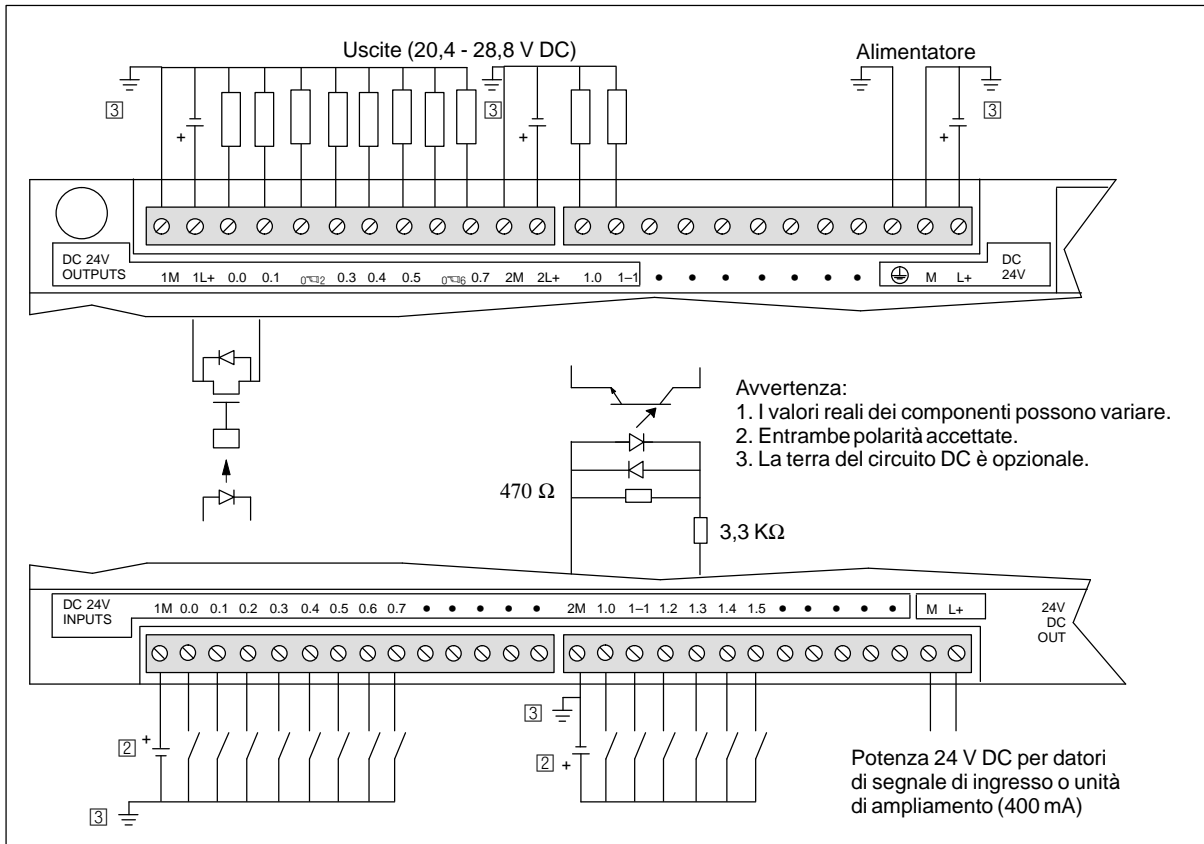 Uscite (20,4 - 28,8 V DC)
Alimentatore
3
3
3
+
+
+
DC 24V
OUTPUTS
1M 1L+ 0.0 0.1 0.3 0.4 0.5 0.7 2M 2L+ 1.0 1–1 • • • • • • • M L+
DC
24V
Avvertenza:
1. I valori reali dei componenti possono variare.
2. Entrambe polarità accettate.
3. La terra del circuito DC è opzionale.
470 Ω
3,3 KΩ
DC 24V
INPUTS
1M 0.0 0.1 0.2 0.3 0.4 0.5 0.6 0.7 • • • • • 2M 1.0 1–1 1.2 1.3 1.4 1.5 • • • • • M L+
24V
DC
OUT
3
2 +
2 +
3
Potenza 24 V DC per datori
di segnale di ingresso o unità
di ampliamento (400 mA)